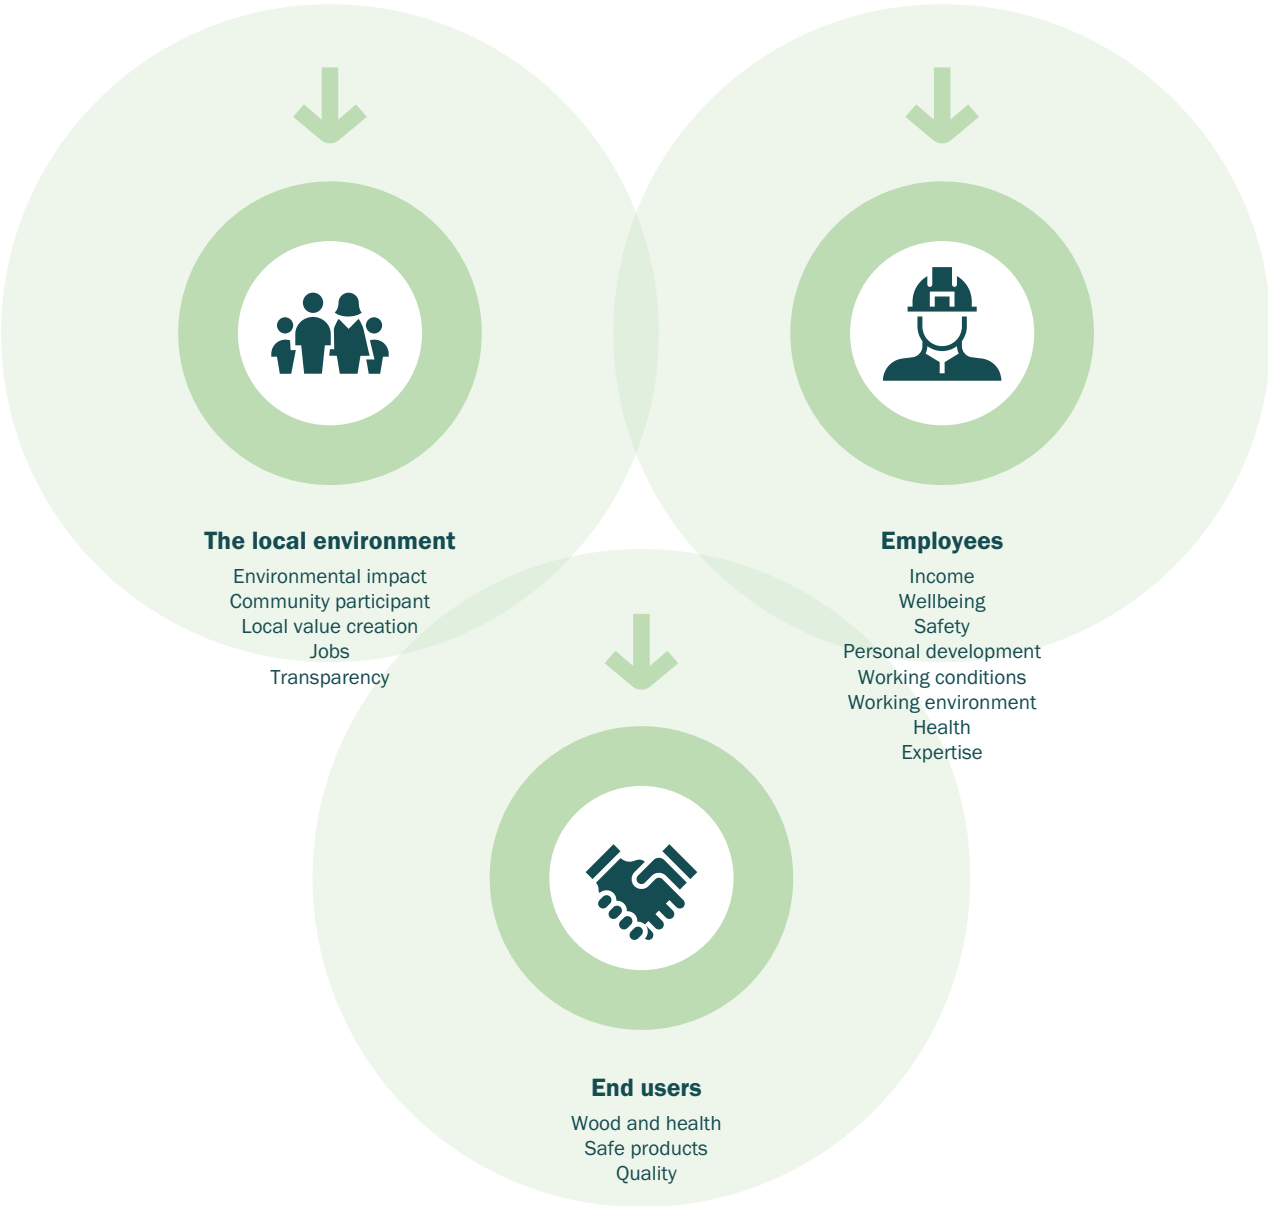 The local environment
Environmental impact
Community participant
Local value creation
Jobs
Transparency
Employees
Income
Wellbeing
Safety
Personal development
Working conditions
Working environment
Health
Expertise
End users
Wood and health
Safe products
Quality